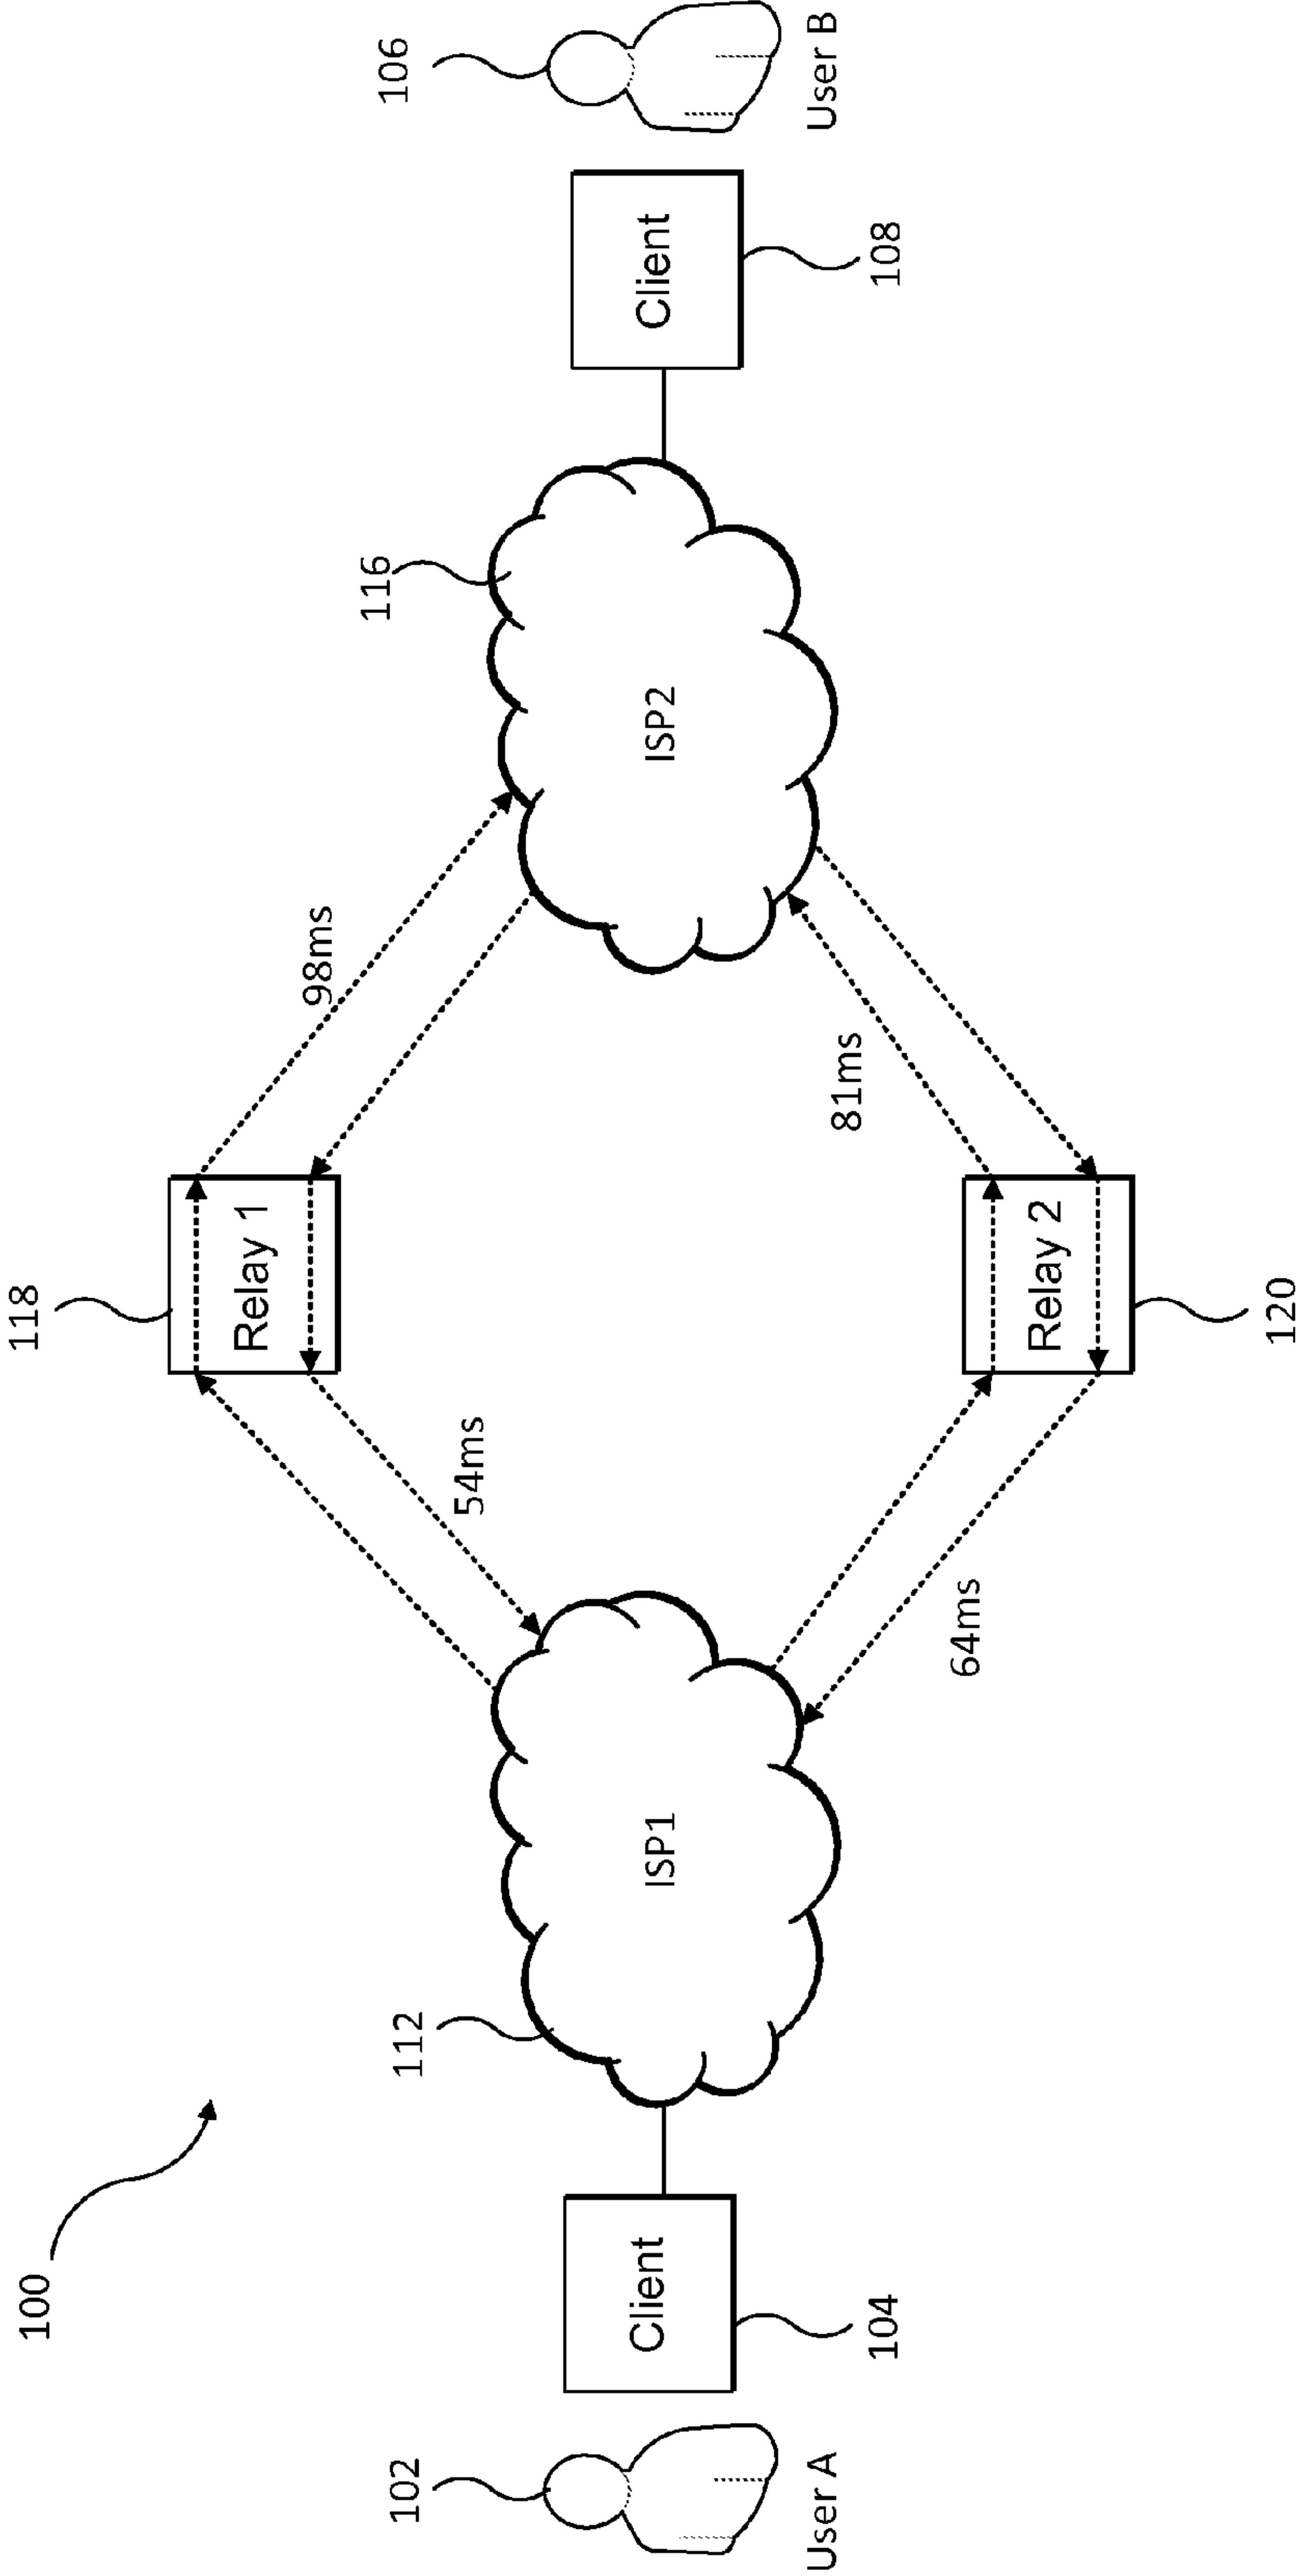 100
118
Relay 1
98ms
54ms
112
ISP1
116
ISP2
102
User A
Client
104
106
User B
Client
108
81ms
64ms
Relay 2
120